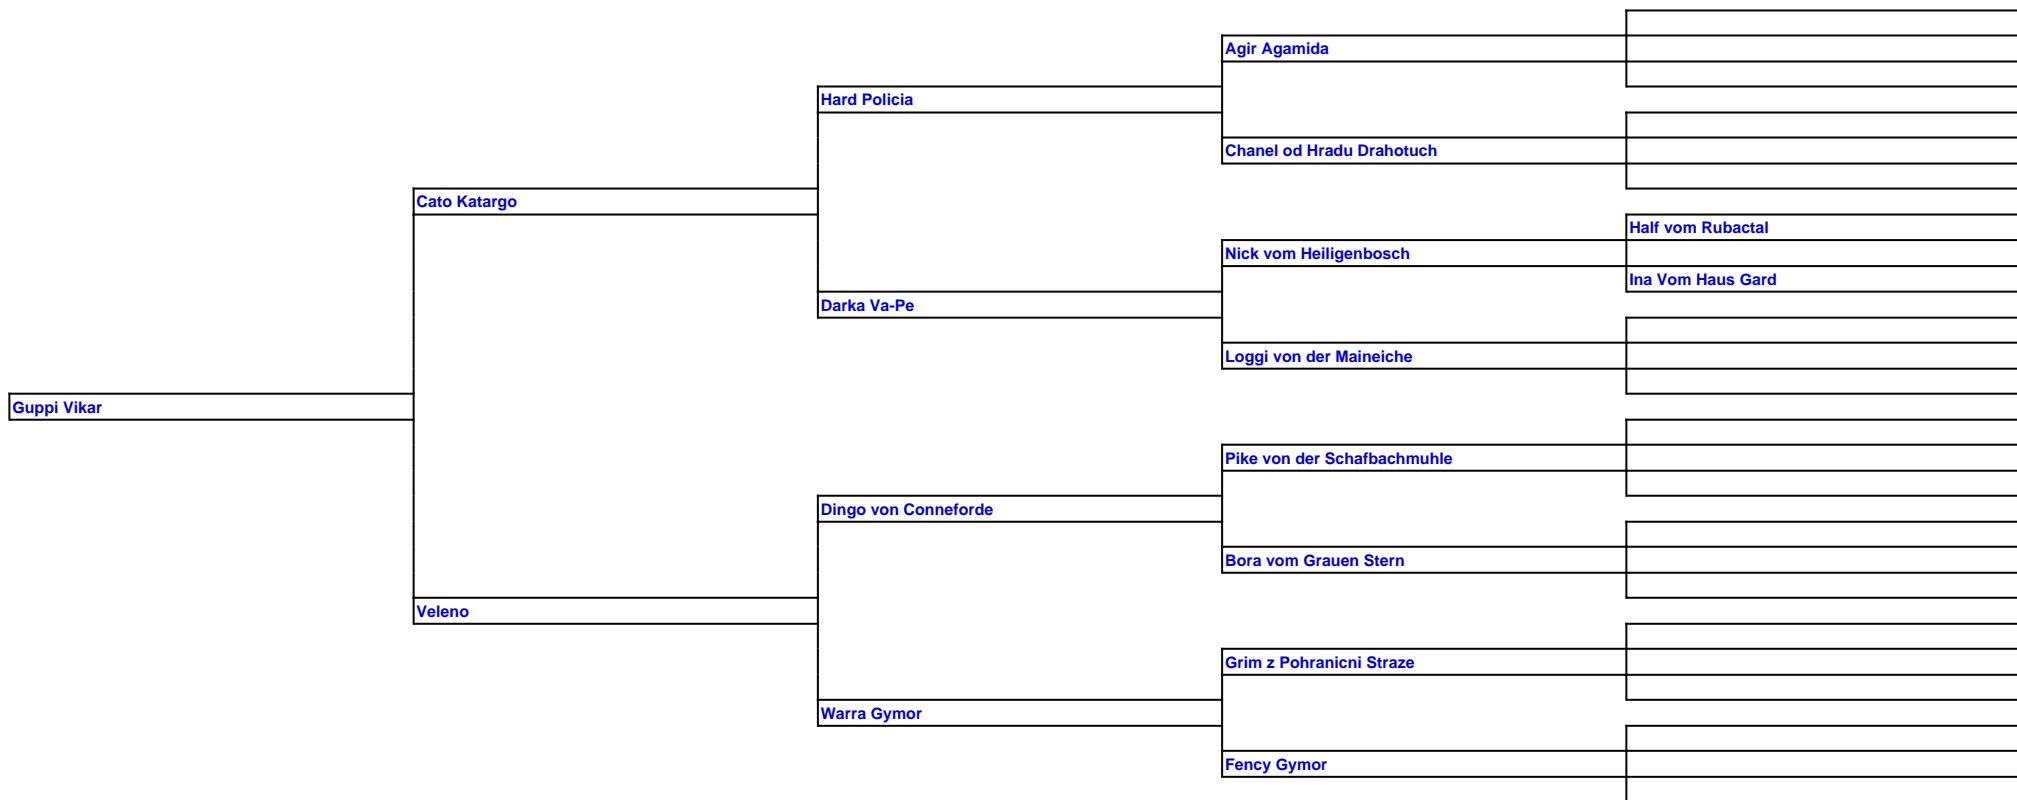 Agir Agamida
Hard Policia
Chanel od Hradu Drahotuch
Cato Katargo
Half vom Rubactal
Nick vom Heiligenbosch
Ina Vom Haus Gard
Darka Va-Pe
Loggi von der Maineiche
Guppi Vikar
Pike von der Schafbachmuhle
Dingo von Conneforde
Bora vom Grauen Stern
Veleno
Grim z Pohranicni Straze
Warra Gymor
Fency Gymor